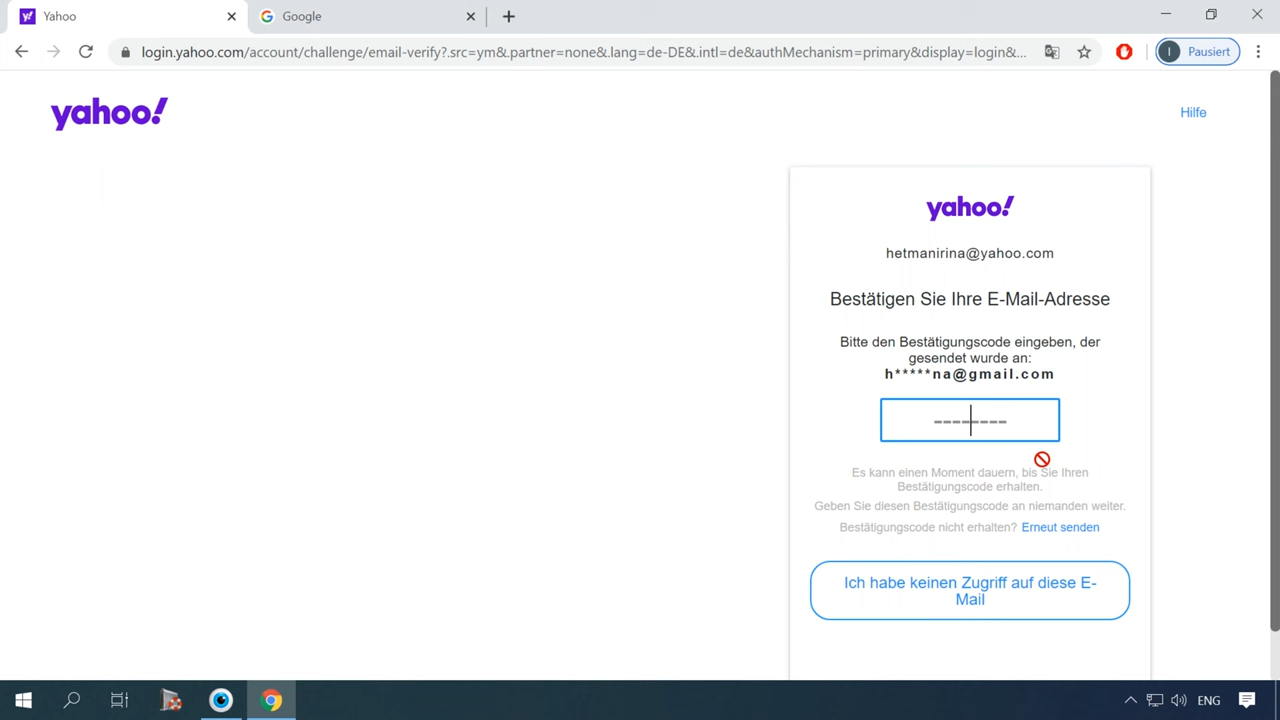 Yahoo
Google
login.yahoo.com/account/challenge/email-verify?.src=ym&.partner=none&.lang=de-DE&.intl=de&authMechanism=primary&display=login&...
I
Pausiert
yahoo!
Hilfe
yahoo!
hetmanirina@yahoo.com
Bestätigen Sie Ihre E-Mail-Adresse
Bitte den Bestätigungscode eingeben, der
gesendet wurde an:
h*****na@gmail.com
Es kann einen Moment dauern, bis Sie Ihren
Bestätigungscode erhalten.
Geben Sie diesen Bestätigungscode an niemanden weiter.
Bestätigungscode nicht erhalten? Erneut senden
Ich habe keinen Zugriff auf diese E-
Mail
ENG